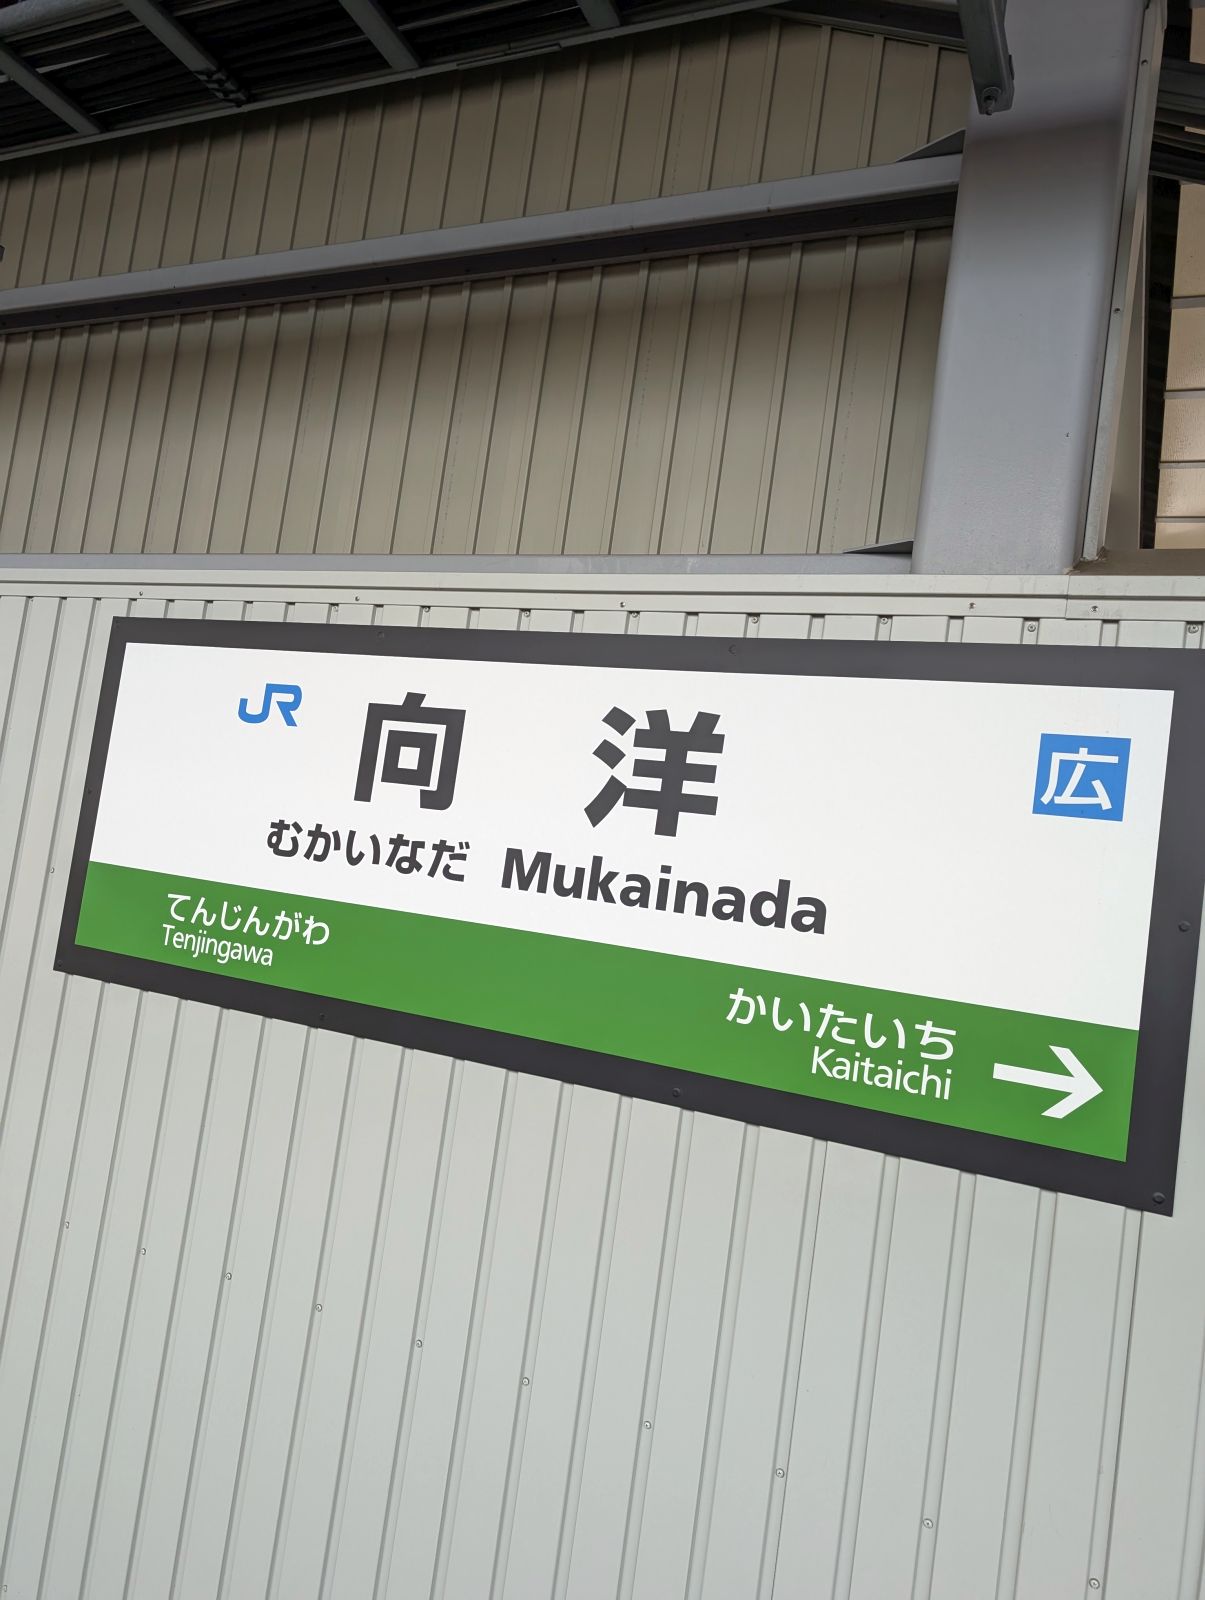 JR 向洋 広
むかいなだ Mukainada
てんじんがわ
Tenjingawa
かいたいち
Kaitaichi →